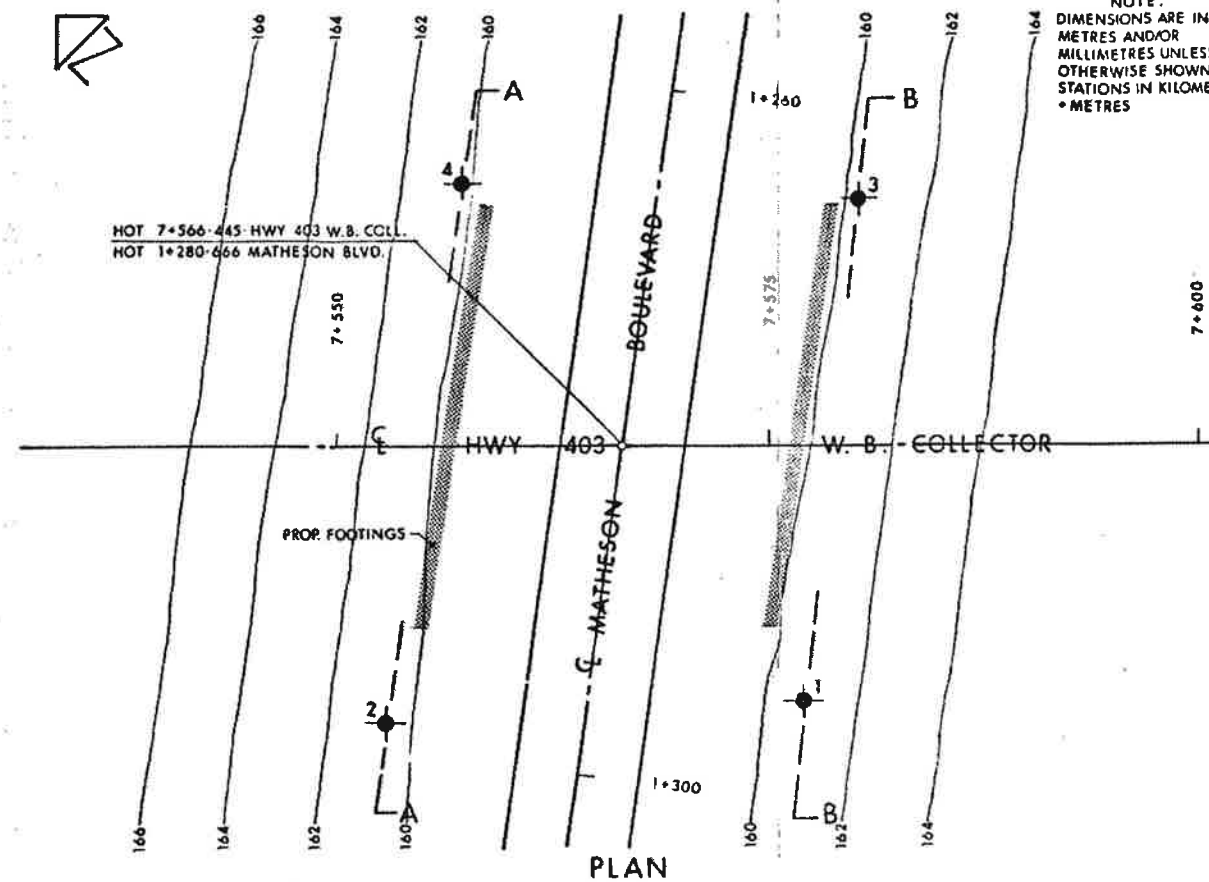 NOTE:
DIMENSIONS ARE IN
METRES AND/OR
MILLIMETRES UNLESS
OTHERWISE SHOWN
STATIONS IN KILOME
+ METRES
166
164
162
160
160
162
164
A
1+260
B
4
3
HOT 7+566·445 HWY 403 W.B. COLL.
HOT 1+280·666 MATHESON BLVD.
BOULEVARD
7+550
7+575
7+600
℄ HWY 403 W. B. COLLECTOR
PROP. FOOTINGS
℄ MATHESON
2
1
1+300
A
B
166
164
162
160
160
162
164
PLAN